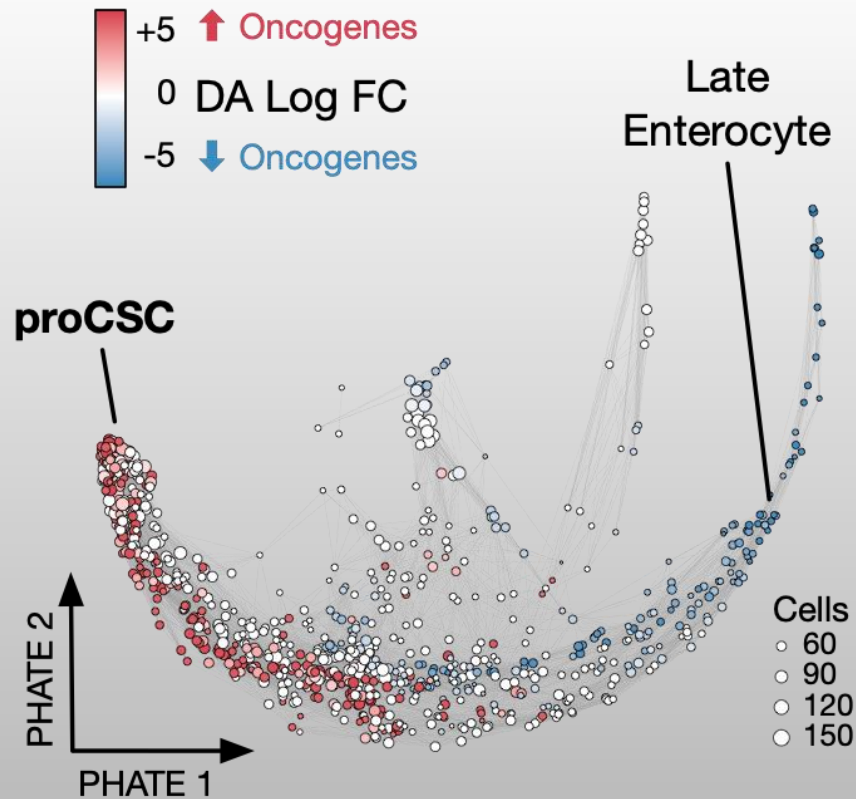 +5 ⬆ Oncogenes
0 DA Log FC
-5 ⬇ Oncogenes
Late
Enterocyte
proCSC
PHATE 2
PHATE 1
Cells
60
90
120
150